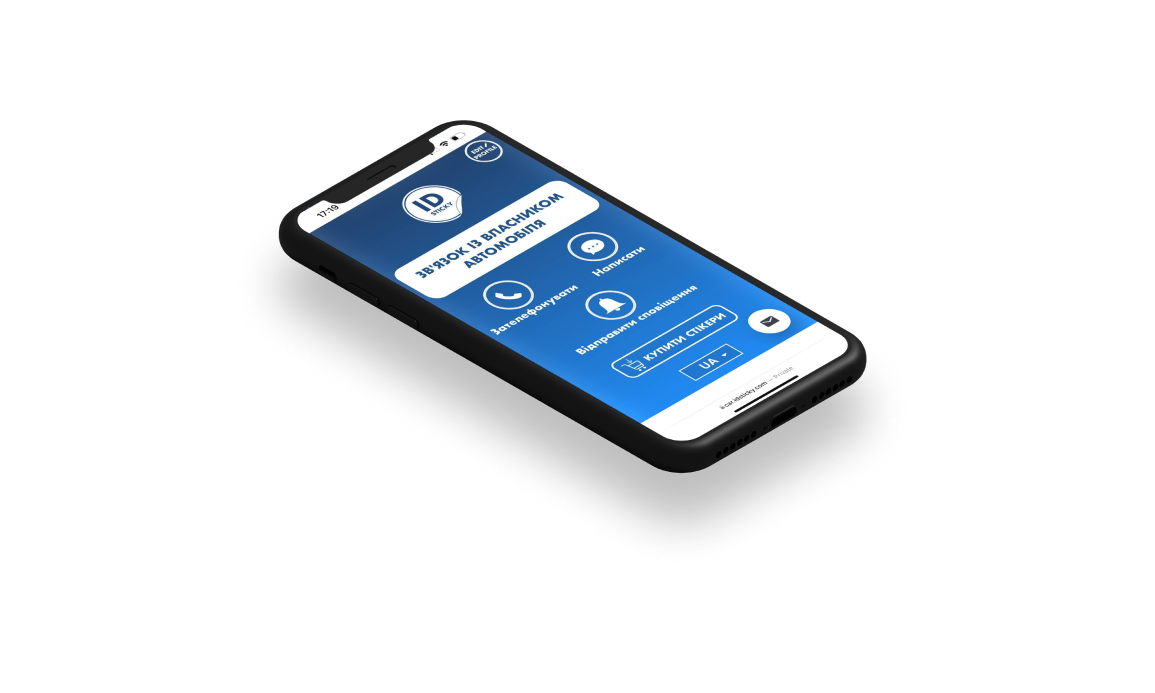 17:19
EDIT
PROFILE
ID
STICKY
ЗВ'ЯЗОК ІЗ ВЛАСНИКОМ
АВТОМОБІЛЯ
Зателефонувати
Написати
Відправити сповіщення
КУПИТИ СТІКЕРИ
UA
car.idsticky.com — Private